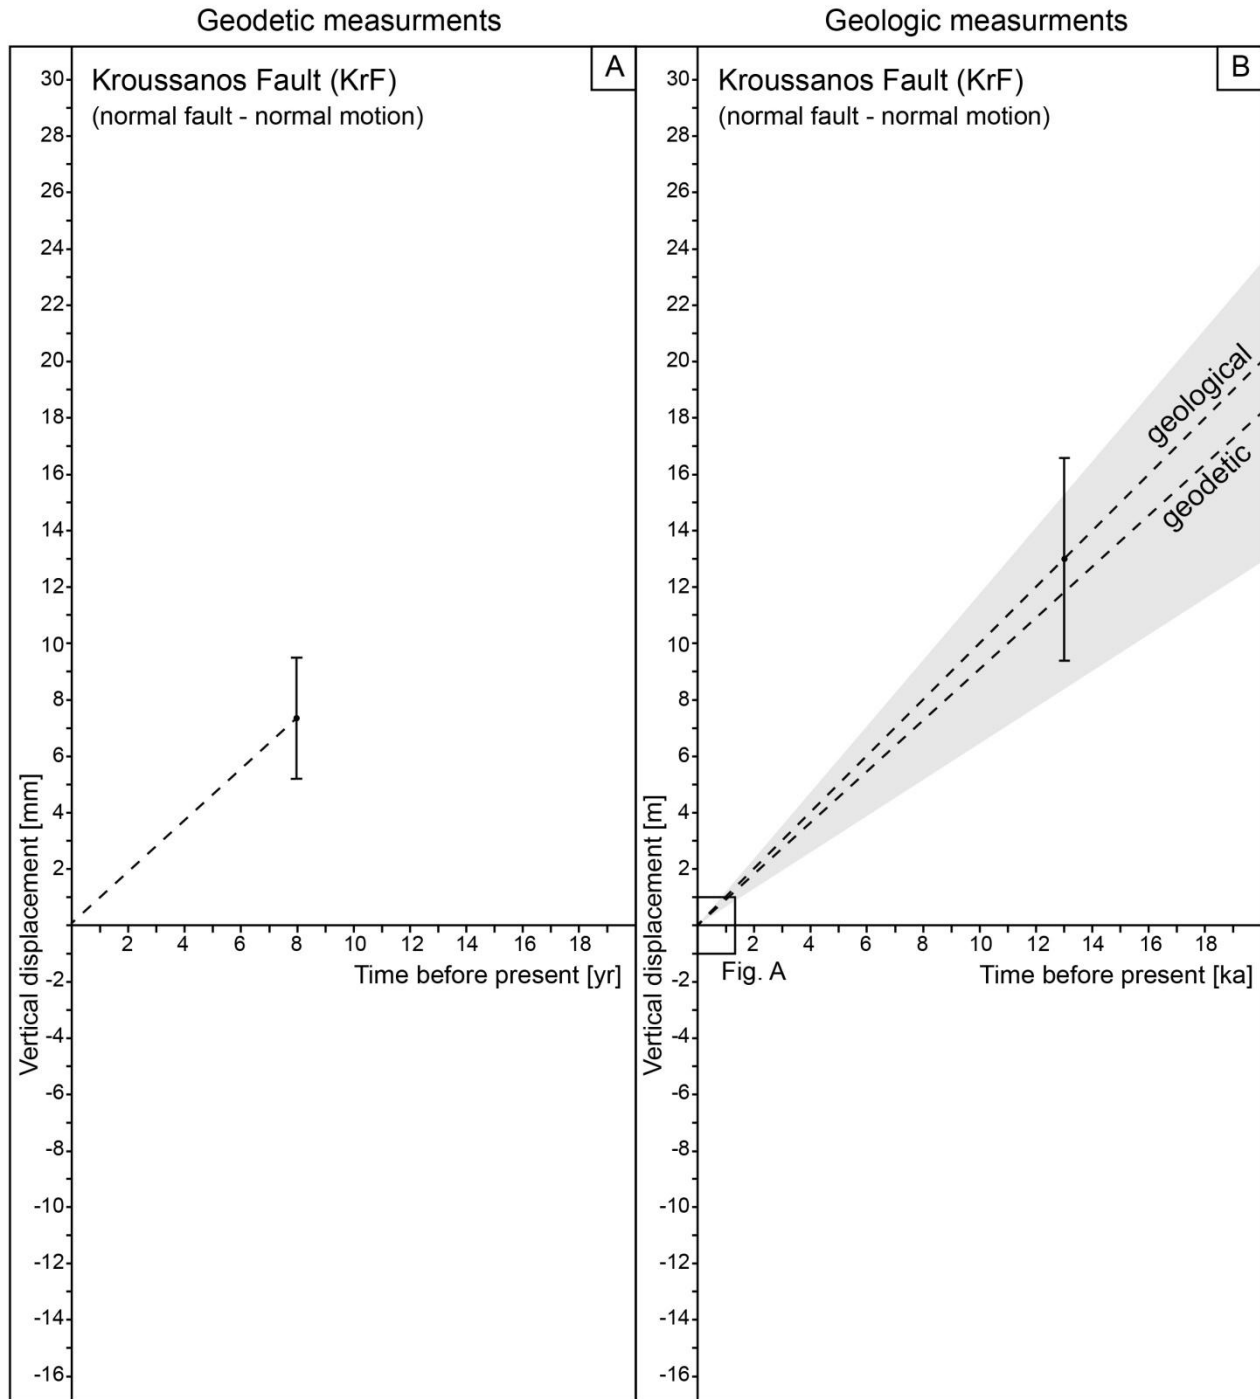 Geodetic measurments
Geologic measurments
A
Kroussanos Fault (KrF)
(normal fault - normal motion)
30
28
26
24
22
20
18
16
14
12
10
8
6
4
2
2 4 6 8 10 12 14 16 18
Time before present [yr]
-2
-4
-6
-8
-10
-12
-14
-16
Vertical displacement [mm]
B
Kroussanos Fault (KrF)
(normal fault - normal motion)
30
28
26
24
22
20
18
16
14
12
10
8
6
4
2
geological
geodetic
2 4 6 8 10 12 14 16 18
Fig. A
Time before present [ka]
-2
-4
-6
-8
-10
-12
-14
-16
Vertical displacement [m]